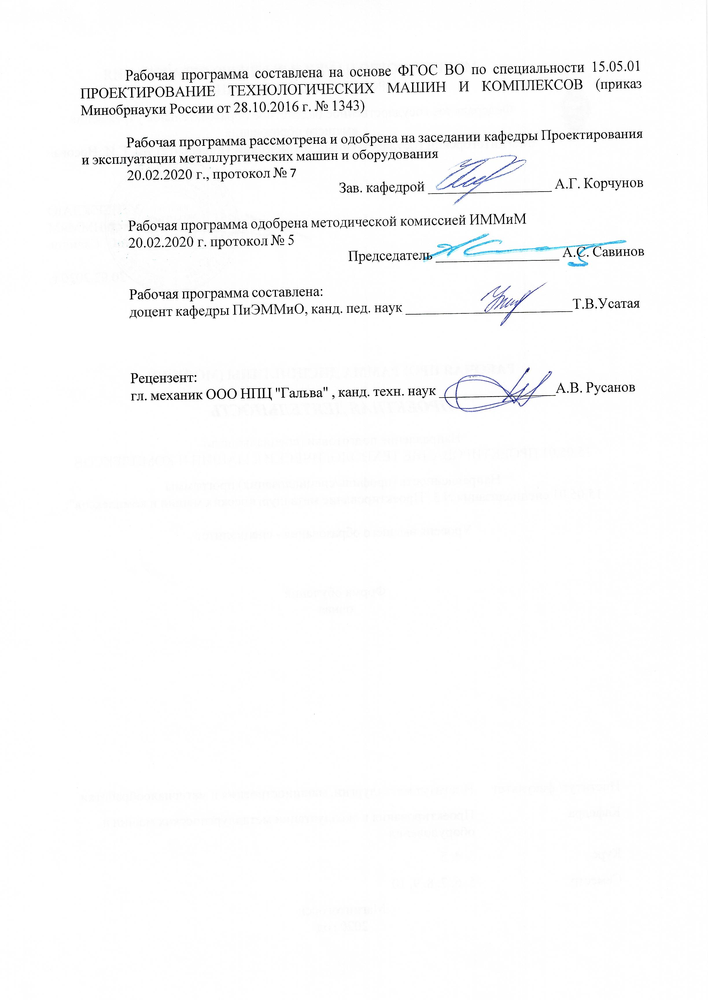 Рабочая программа составлена на основе ФГОС ВО по специальности 15.05.01
ПРОЕКТИРОВАНИЕ ТЕХНОЛОГИЧЕСКИХ МАШИН И КОМПЛЕКСОВ (приказ
Минобрнауки России от 28.10.2016 г. № 1343)
Рабочая программа рассмотрена и одобрена на заседании кафедры Проектирования
и эксплуатации металлургических машин и оборудования
20.02.2020 г., протокол № 7
Зав. кафедрой _________________ А.Г. Корчунов
Рабочая программа одобрена методической комиссией ИММиМ
20.02.2020 г. протокол № 5
Председатель _________________ А.С. Савинов
Рабочая программа составлена:
доцент кафедры ПиЭММиО, канд. пед. наук _______________________Т.В.Усатая
Рецензент:
гл. механик ООО НПЦ "Гальва" , канд. техн. наук ________________А.В. Русанов